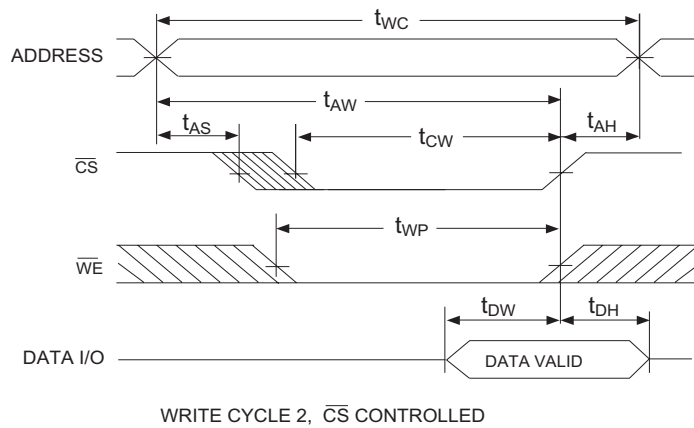 tWC
ADDRESS
tAW
tAS
tCW
tAH
CS
tWP
WE
tDW
tDH
DATA I/O
DATA VALID
WRITE CYCLE 2, CS CONTROLLED